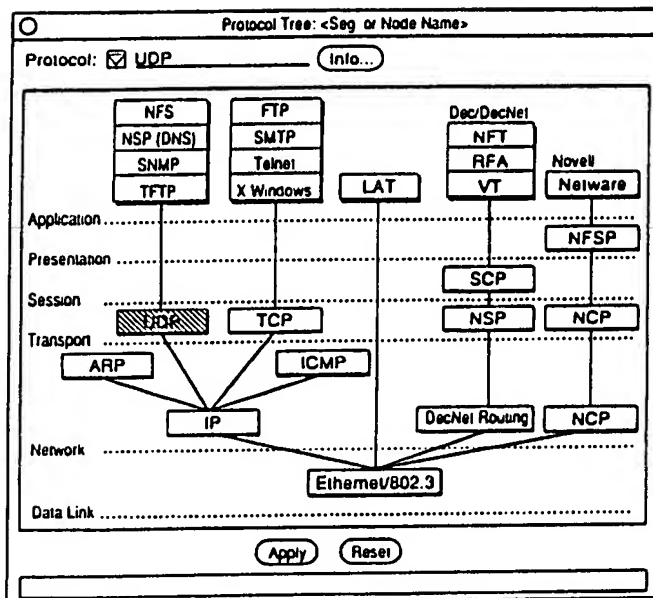 Protocol Tree: <Seg or Node Name>
Protocol: UDP Info...
NFS
NSP (DNS)
SNMP
TFTP
FTP
SMTP
Telnet
X Windows
LAT
Dec/DecNet
NFT
RFA
VT
Novell
Netware
Application
NFSP
Presentation
SCP
Session
UDP
TCP
NSP
NCP
Transport
ARP
ICMP
IP
DecNet Routing
NCP
Network
Ethernet/802.3
Data Link
Apply Reset